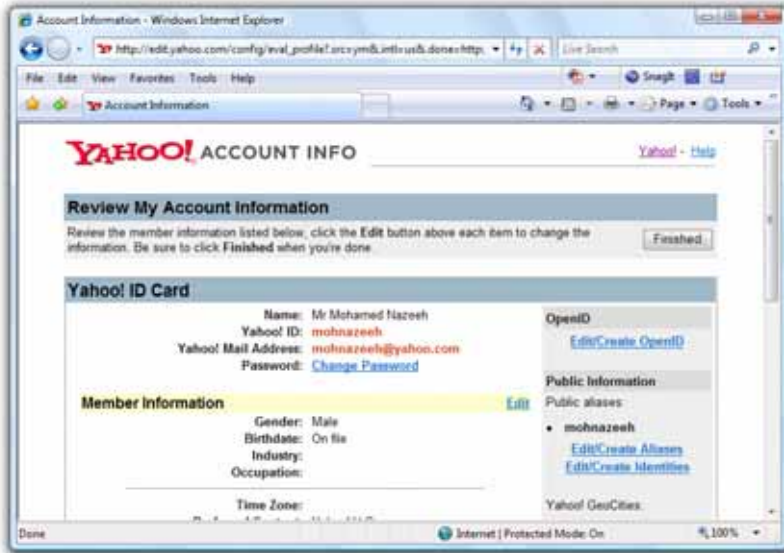 Account Information - Windows Internet Explorer
http://edit.yahoo.com/config/eval_profile?.src=ym&.intl=us&.done=http:
Live Search
File Edit View Favorites Tools Help
SnagIt
Account Information
Page Tools
YAHOO! ACCOUNT INFO
Yahoo! - Help
Review My Account Information
Review the member information listed below, click the Edit button above each item to change the
information. Be sure to click Finished when you're done
Finished
Yahoo! ID Card
Name: Mr Mohamed Nazeeh
Yahoo! ID: mohnazeeh
Yahoo! Mail Address: mohnazeeh@yahoo.com
Password: Change Password
Member Information
Edit
Gender: Male
Birthdate: On file
Industry:
Occupation:
Time Zone:
OpenID
Edit/Create OpenID
Public Information
Public aliases
• mohnazeeh
Edit/Create Aliases
Edit/Create Identities
Yahoo! GeoCities:
Done
Internet | Protected Mode: On
100%